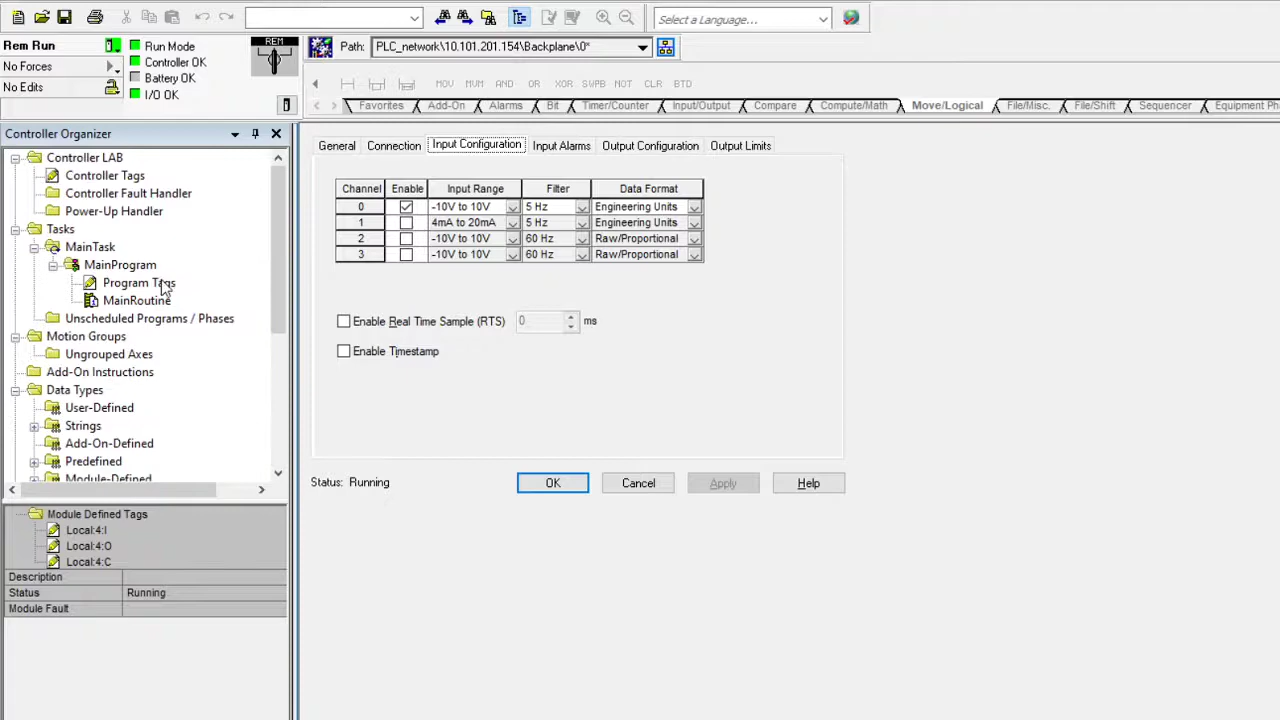 Select a Language...
Rem Run
Run Mode
No Forces
Controller OK
Battery OK
No Edits
I/O OK
REM
Path: PLC_network\10.101.201.154\Backplane\0*
MOV MVM AND OR XOR SWPB NOT CLR BTD
Favorites Add-On Alarms Bit Timer/Counter Input/Output Compare Compute/Math Move/Logical File/Misc. File/Shift Sequencer Equipment Ph
Controller Organizer
Controller LAB
Controller Tags
Controller Fault Handler
Power-Up Handler
Tasks
MainTask
MainProgram
Program Tags
MainRoutine
Unscheduled Programs / Phases
Motion Groups
Ungrouped Axes
Add-On Instructions
Data Types
User-Defined
Strings
Add-On-Defined
Predefined
Module-Defined
Module Defined Tags
Local:4:I
Local:4:O
Local:4:C
Description
Status Running
Module Fault
General Connection Input Configuration Input Alarms Output Configuration Output Limits
Channel Enable Input Range Filter Data Format
0 -10V to 10V 5 Hz Engineering Units
1 4mA to 20mA 5 Hz Engineering Units
2 -10V to 10V 60 Hz Raw/Proportional
3 -10V to 10V 60 Hz Raw/Proportional
Enable Real Time Sample (RTS) 0 ms
Enable Timestamp
Status: Running OK Cancel Apply Help